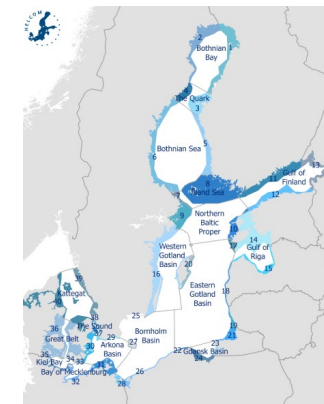 HELCOM
2
1
Bothnian
Bay
4
The Quark
3
Bothnian Sea
5
6
13
11
Gulf of
Finland
8
Åland Sea
12
7
9
Northern
Baltic
Proper
10
17
14
Gulf of
Riga
15
Western
Gotland
Basin
20
16
Eastern
Gotland
Basin
18
39
Kattegat
38
The Sound
37
36
Great Belt
25
29
Bornholm
Basin
27
19
21
30
Arkona
Basin
35
34
33
Kiel Bay
Bay of Mecklenburg
31
32
28
26
22
23
Gdansk Basin
24